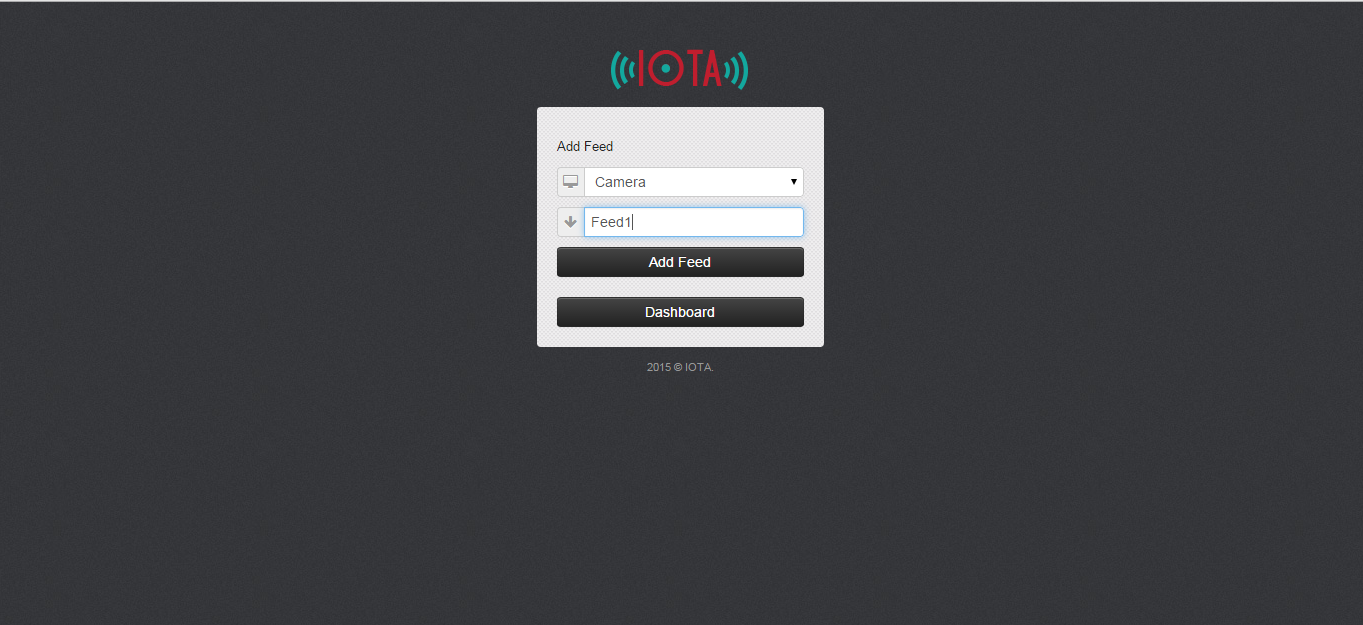 IOTA
Add Feed
Camera
Feed1
Add Feed
Dashboard
2015 © IOTA.